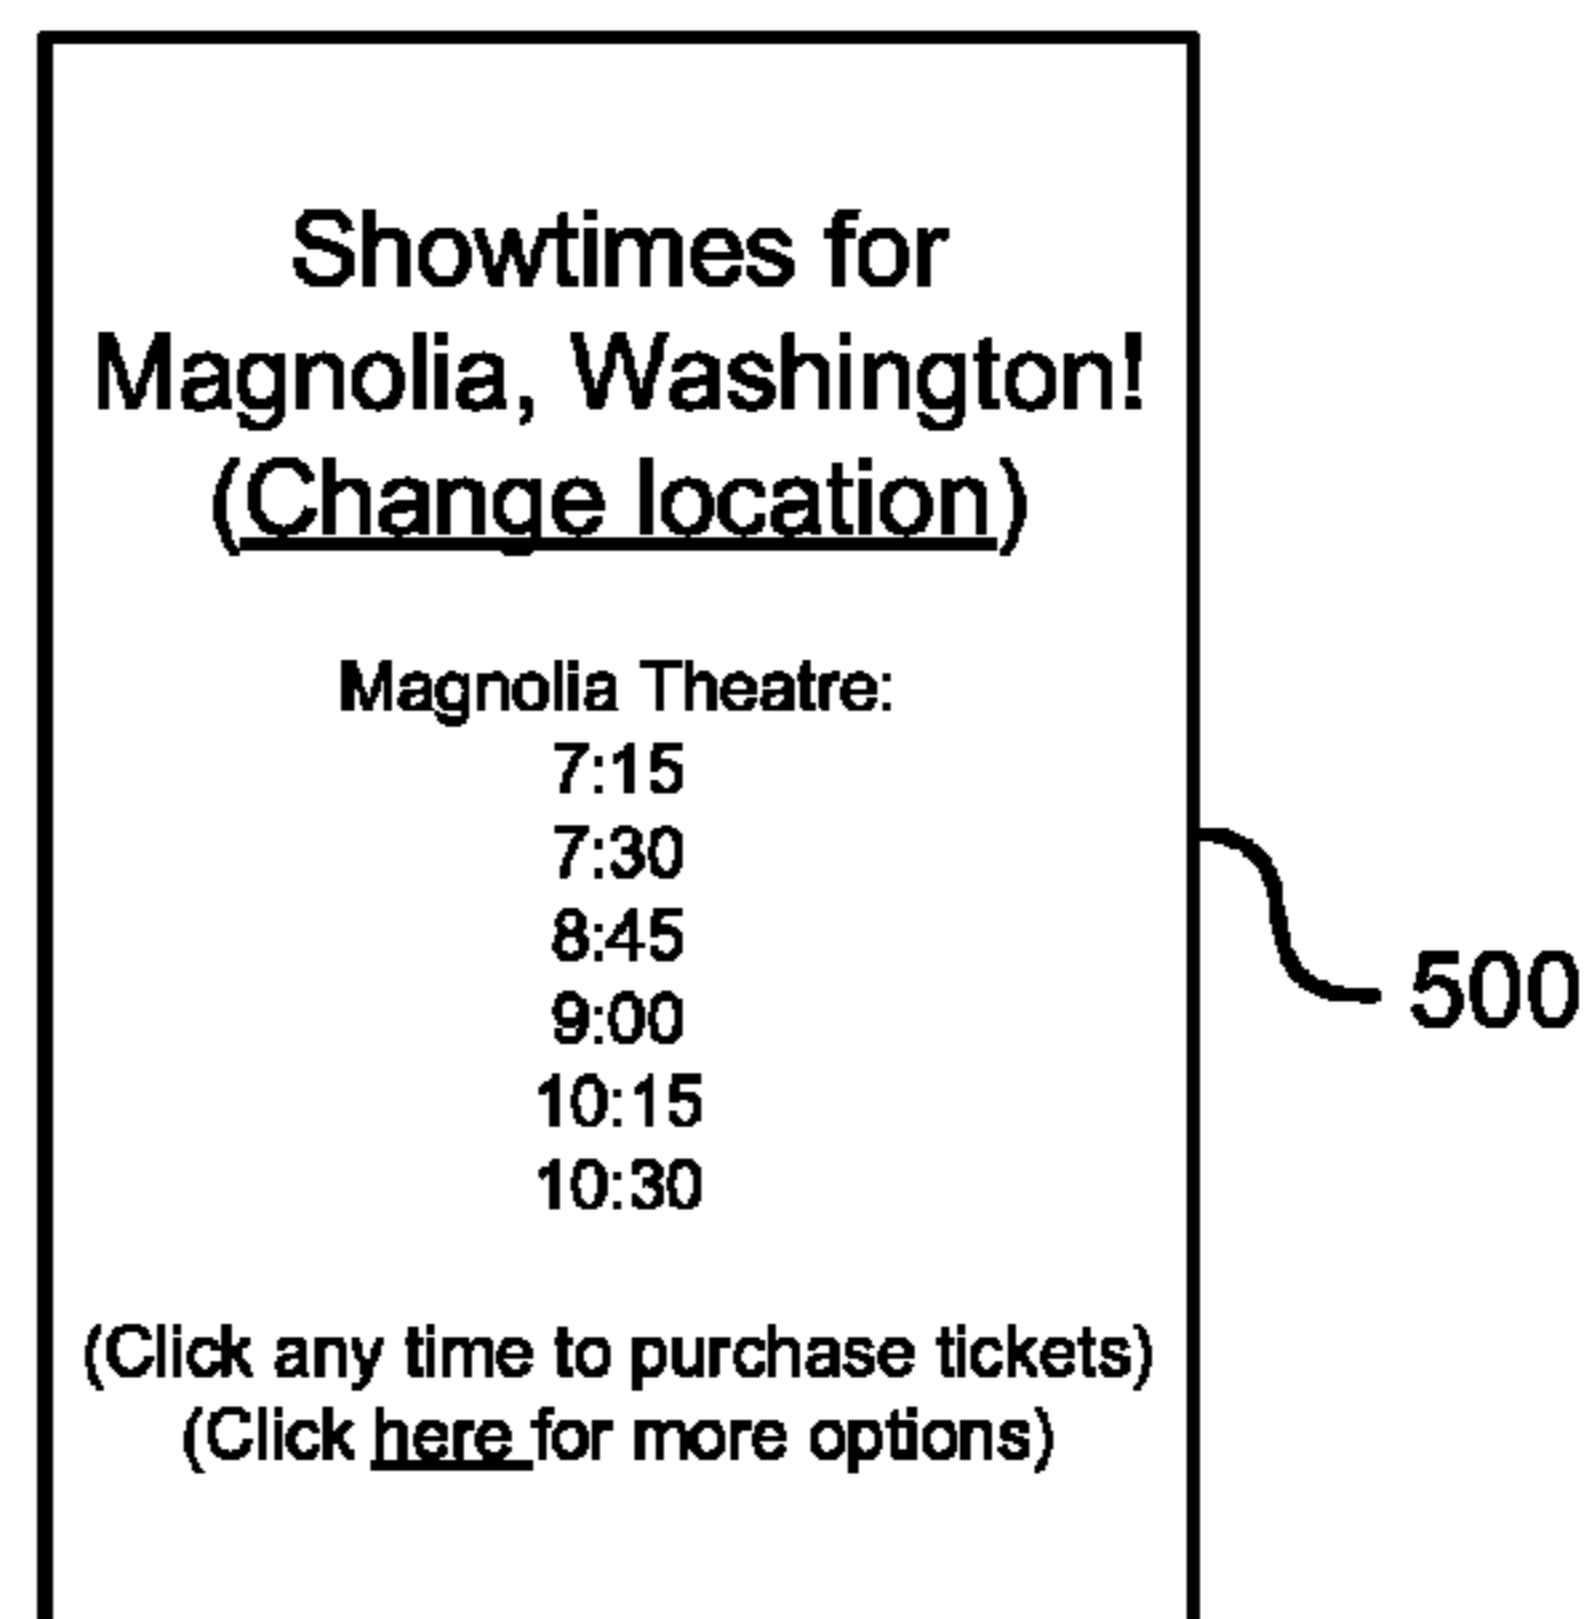 Showtimes for
Magnolia, Washington!
(Change location)
Magnolia Theatre:
7:15
7:30
8:45
9:00
10:15
10:30
(Click any time to purchase tickets)
(Click here for more options)
500